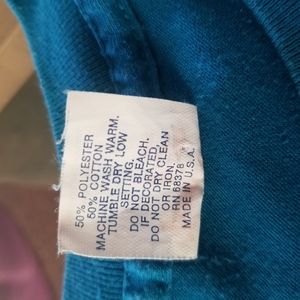 50% POLYESTER
50% COTTON
MACHINE WASH WARM.
TUMBLE DRY LOW
SETTING.
DO NOT BLEACH.
IF DECORATED,
DO NOT DRY CLEAN
OR IRON.
RN 68378
MADE IN U.S.A.